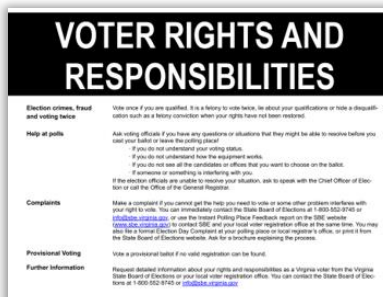 VOTER RIGHTS AND
RESPONSIBILITIES
Election crimes, fraud
and voting twice
Vote once if you are qualified. It is a felony to vote twice, lie about your qualifications or hide a disqualifi-
cation such as a felony conviction when your rights have not been restored.
Help at polls
Ask voting officials if you have any questions or situations that they might be able to resolve before you
cast your ballot or leave the polling place!
· If you do not understand your voting status.
· If you do not understand how the equipment works.
· If you do not see all the candidates or offices that you want to choose on the ballot.
· If someone or something is interfering with you.
If the election officials are unable to resolve your situation, ask to speak with the Chief Officer of Elec-
tion or call the Office of the General Registrar.
Complaints
Make a complaint if you cannot get the help you need to vote or some other problem interferes with
your right to vote. You can immediately contact the State Board of Elections at 1-800-552-9745 or
info@sbe.virginia.gov, or use the Instant Polling Place Feedback report on the SBE website
(www.sbe.virginia.gov) to contact SBE and your local voter registration office at the same time. You may
also file a formal Election Day Complaint at your polling place or local registrar's office, or print it from
the State Board of Elections website. Ask for a brochure explaining the process.
Provisional Voting
Vote a provisional ballot if no valid registration can be found.
Further information
Request detailed information about your rights and responsibilities as a Virginia voter from the Virginia
State Board of Elections or your local voter registration office. You can contact the State Board of Elec-
tions at 1-800-552-9745 or info@sbe.virginia.gov